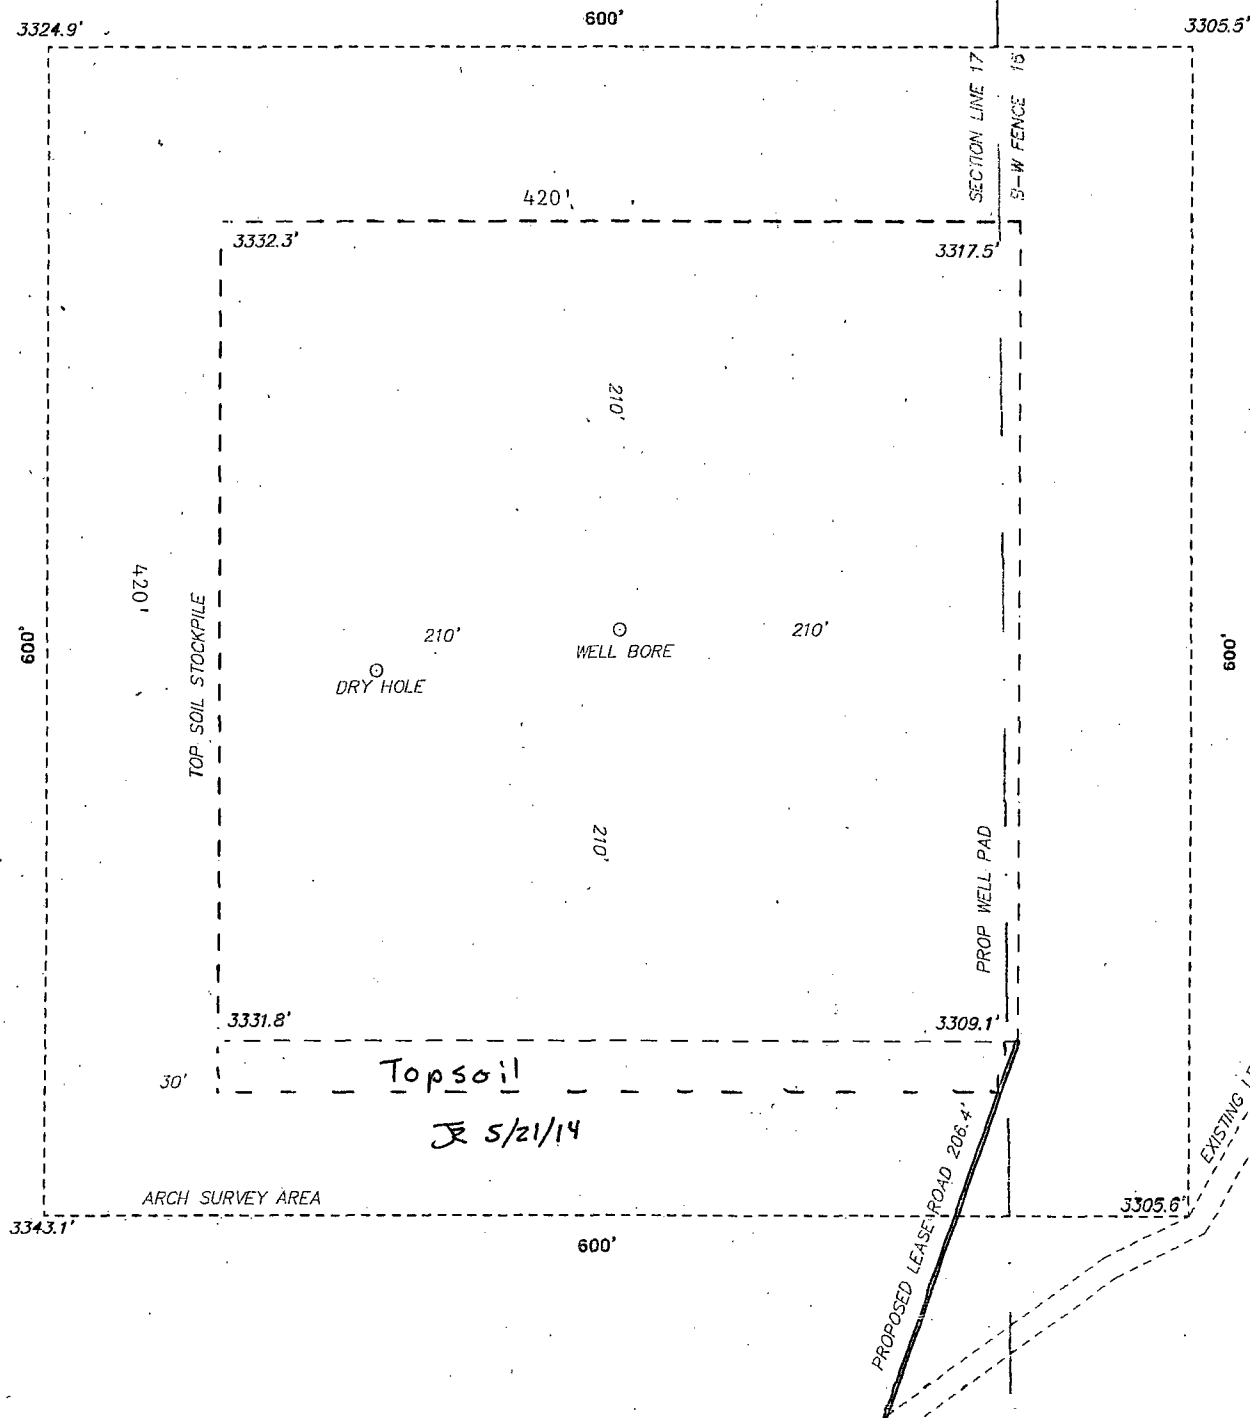 600'
3324.9'
3305.5'
SECTION LINE 17
B-W FENCE 16
420'
3332.3'
3317.5'
210'
420'
TOP SOIL STOCKPILE
600'
210'
WELL BORE
210'
600'
DRY HOLE
210'
PROP WELL PAD
3331.8'
3309.1'
30'
Topsoil
5/21/14
PROPOSED LEASE ROAD 206.4'
EXISTING
ARCH SURVEY AREA
3343.1'
3305.6'
600'